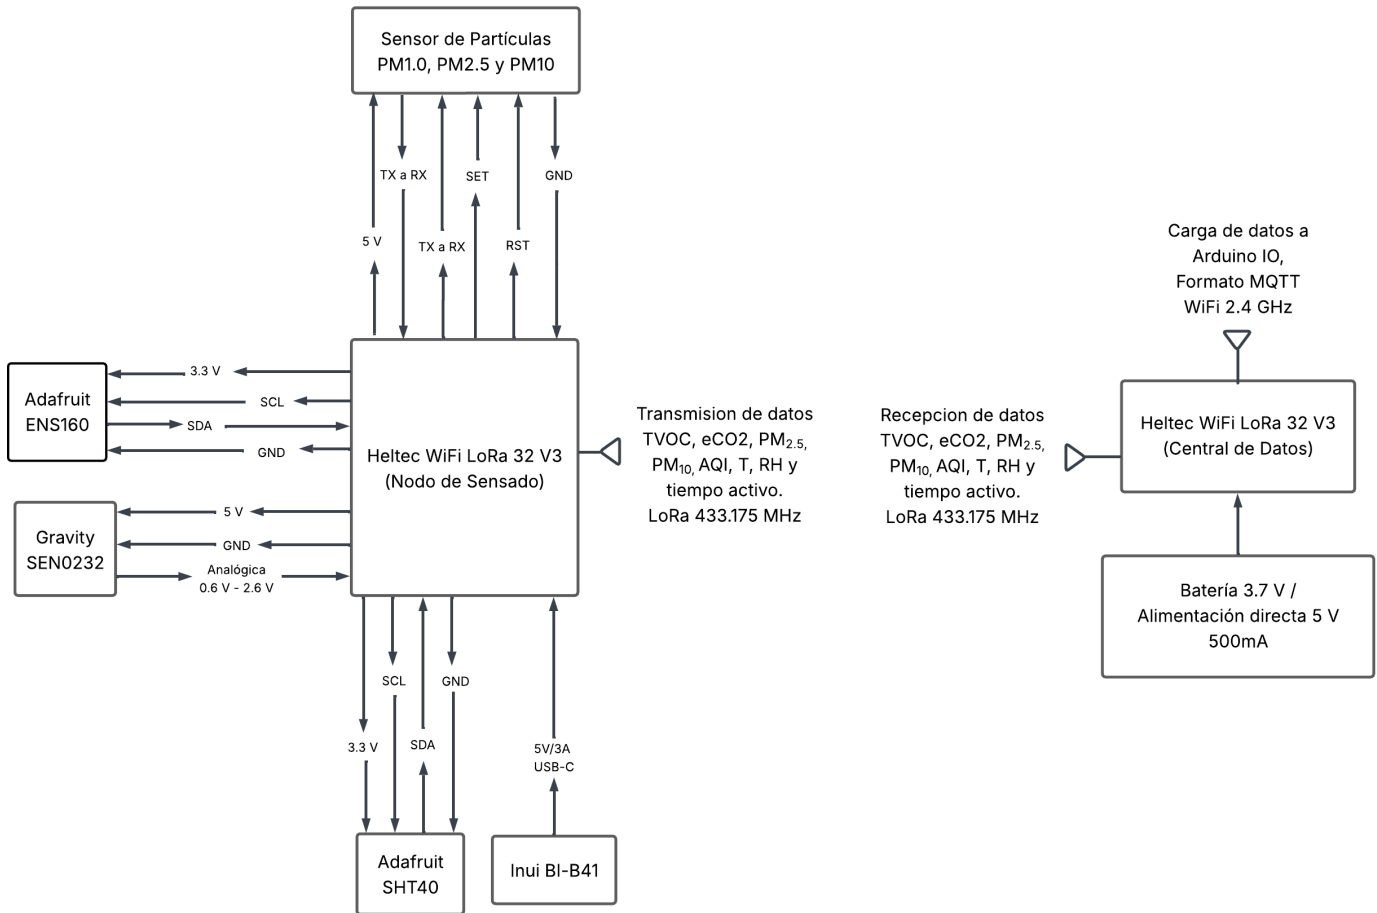 Sensor de Partículas
PM1.0, PM2.5 y PM10
TX a RX
SET
GND
5 V
TX a RX
RST
Adafruit
ENS160
3.3 V
SCL
SDA
GND
Gravity
SEN0232
5 V
GND
Analógica
0.6 V - 2.6 V
Heltec WiFi LoRa 32 V3
(Nodo de Sensado)
Transmision de datos
TVOC, eCO2, PM2.5,
PM10, AQI, T, RH y
tiempo activo.
LoRa 433.175 MHz
SCL
GND
3.3 V
SDA
5V/3A
USB-C
Adafruit
SHT40
Inui BI-B41
Carga de datos a
Arduino IO,
Formato MQTT
WiFi 2.4 GHz
Recepcion de datos
TVOC, eCO2, PM2.5,
PM10, AQI, T, RH y
tiempo activo.
LoRa 433.175 MHz
Heltec WiFi LoRa 32 V3
(Central de Datos)
Batería 3.7 V /
Alimentación directa 5 V
500mA